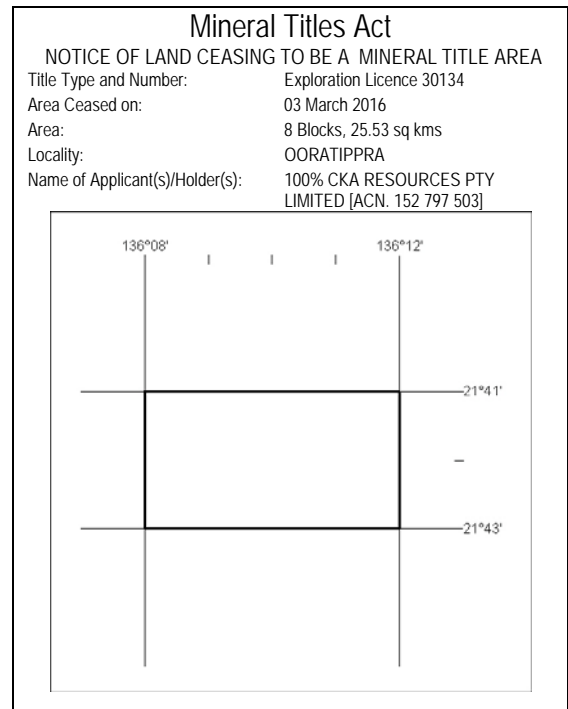 Mineral Titles Act
NOTICE OF LAND CEASING TO BE A MINERAL TITLE AREA
Title Type and Number: Exploration Licence 30134
Area Ceased on: 03 March 2016
Area: 8 Blocks, 25.53 sq kms
Locality: OORATIPPRA
Name of Applicant(s)/Holder(s): 100% CKA RESOURCES PTY
LIMITED [ACN. 152 797 503]
136°08' 136°12'
21°41'
21°43'